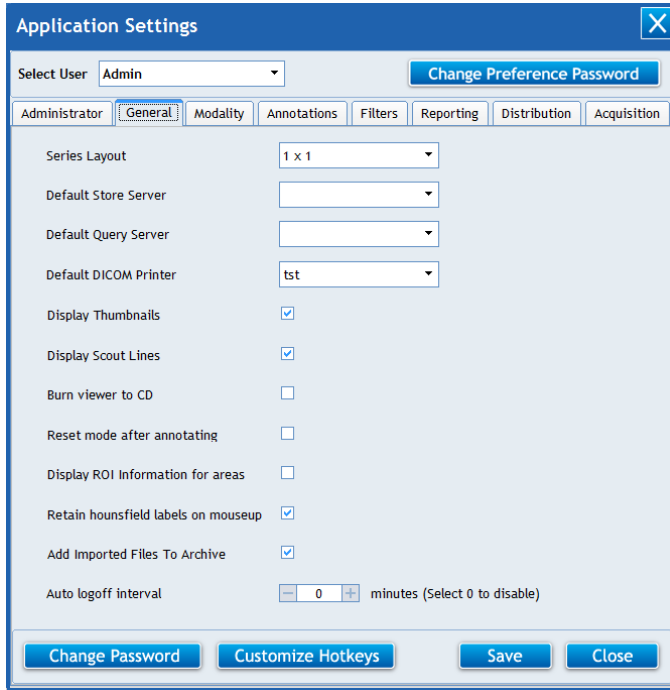 Application Settings
X
Select User Admin Change Preference Password
Administrator General Modality Annotations Filters Reporting Distribution Acquisition
Series Layout 1 x 1
Default Store Server
Default Query Server
Default DICOM Printer tst
Display Thumbnails
Display Scout Lines
Burn viewer to CD
Reset mode after annotating
Display ROI Information for areas
Retain hounsfield labels on mouseup
Add Imported Files To Archive
Auto logoff interval − 0 + minutes (Select 0 to disable)
Change Password Customize Hotkeys Save Close